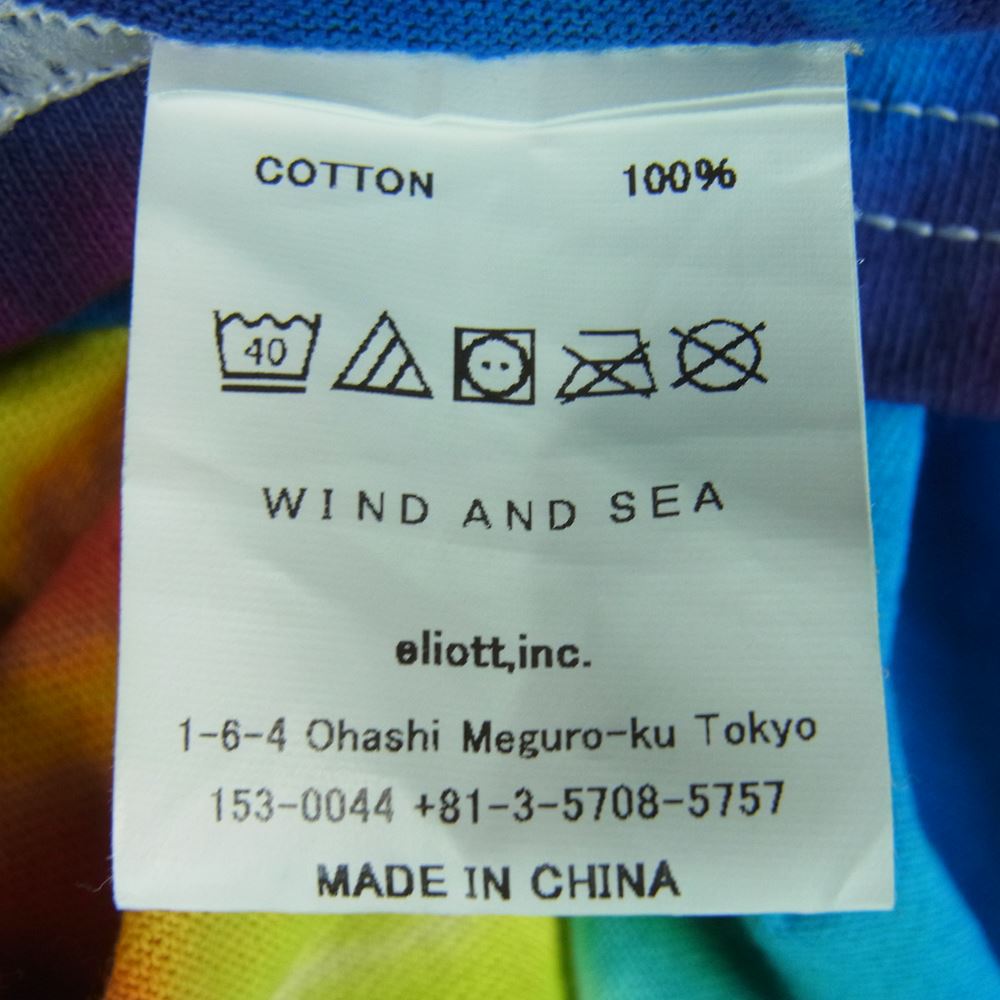 COTTON 100%
40
WIND AND SEA
eliott,inc.
1-6-4 Ohashi Meguro-ku Tokyo
153-0044 +81-3-5708-5757
MADE IN CHINA